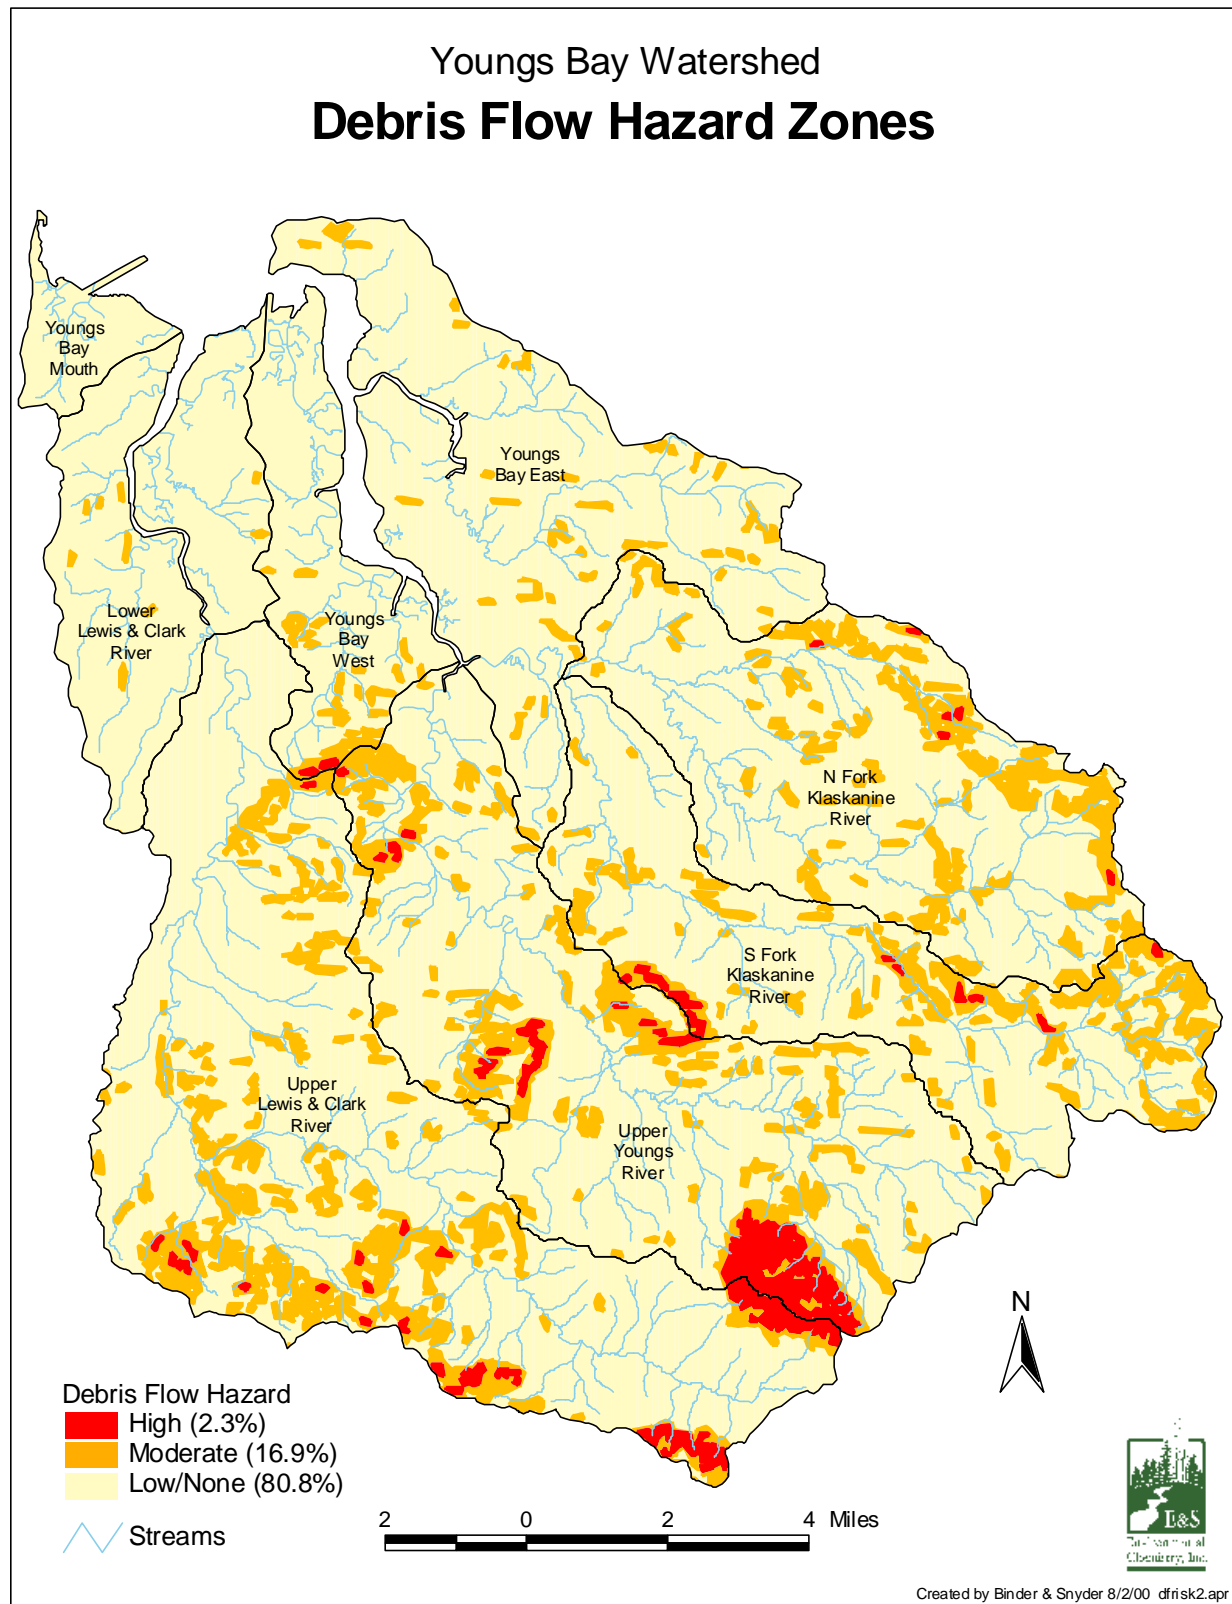 Youngs Bay Watershed
Debris Flow Hazard Zones
Youngs
Bay
Mouth
Youngs
Bay East
Lower
Lewis & Clark
River
Youngs
Bay
West
N Fork
Klaskanine
River
S Fork
Klaskanine
River
Upper
Lewis & Clark
River
Upper
Youngs
River
N
Debris Flow Hazard
High (2.3%)
Moderate (16.9%)
Low/None (80.8%)
Streams
2 0 2 4 Miles
E&S
Chemistry, Inc.
Created by Binder & Snyder 8/2/00 dfrisk2.apr